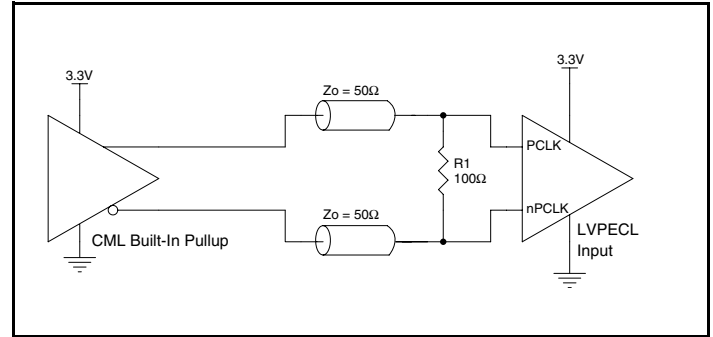 3.3V
3.3V
Zo = 50Ω
PCLK
R1
100Ω
nPCLK
Zo = 50Ω
CML Built-In Pullup
LVPECL
Input